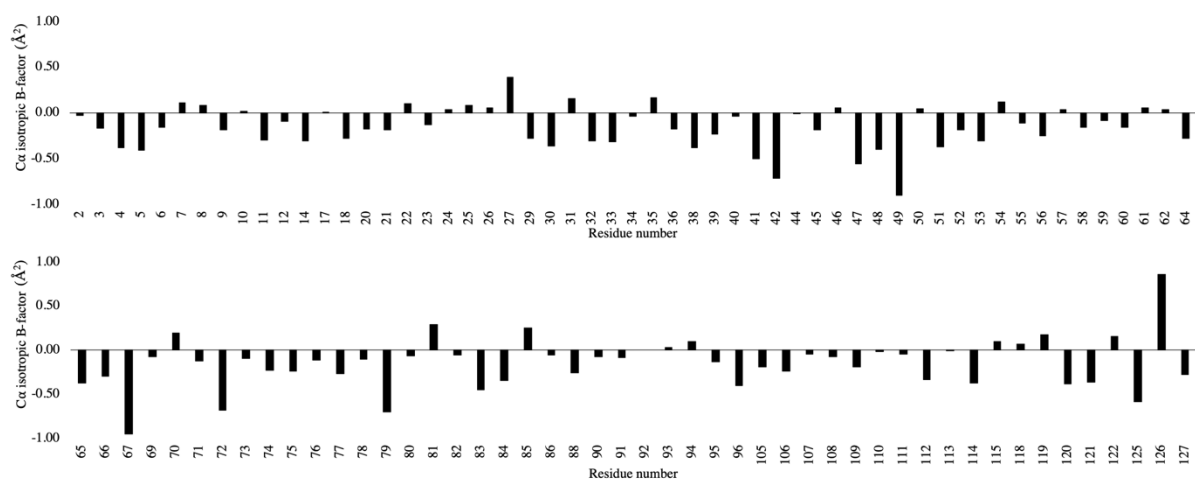 Cα isotropic B-factor (Å²)
1.00
0.50
0.00
-0.50
-1.00
2 3 4 5 6 7 8 9 10 11 12 14 17 18 20 21 22 23 24 25 26 27 29 30 31 32 33 34 35 36 38 39 40 41 42 44 45 46 47 48 49 50 51 52 53 54 55 56 57 58 59 60 61 62 64
Residue number
Cα isotropic B-factor (Å²)
1.00
0.50
0.00
-0.50
-1.00
65 66 67 69 70 71 72 73 74 75 76 77 78 79 80 81 82 83 84 85 86 88 90 91 92 93 94 95 96 105 106 107 108 109 110 111 112 113 114 115 118 119 120 121 122 125 126 127
Residue number